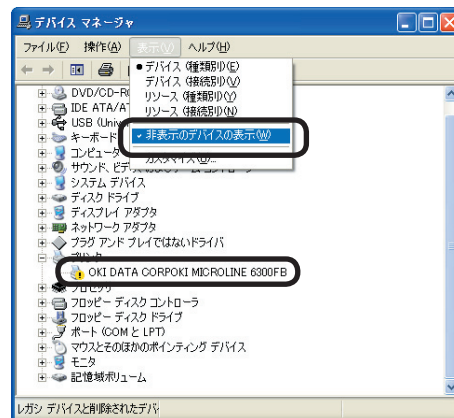 デバイス マネージャ
ファイル(F) 操作(A) 表示(V) ヘルプ(H)
デバイス (種類別)(E)
デバイス (接続別)(V)
リソース (種類別)(Y)
リソース (接続別)(N)
非表示のデバイスの表示(W)
カスタマイズ(U)...
DVD/CD-R
IDE ATA/AT
USB (Univ
キーボード
コンピュータ
サウンド、ビデ
システム デバイス
ディスク ドライブ
ディスプレイ アダプタ
ネットワーク アダプタ
プラグ アンド プレイではないドライバ
プリンタ
OKI DATA CORPOKI MICROLINE 6300FB
プロセッサ
フロッピー ディスク コントローラ
フロッピー ディスク ドライブ
ポート (COM と LPT)
マウスとそのほかのポインティング デバイス
モニタ
記憶域ボリューム
レガシ デバイスと削除されたデバ